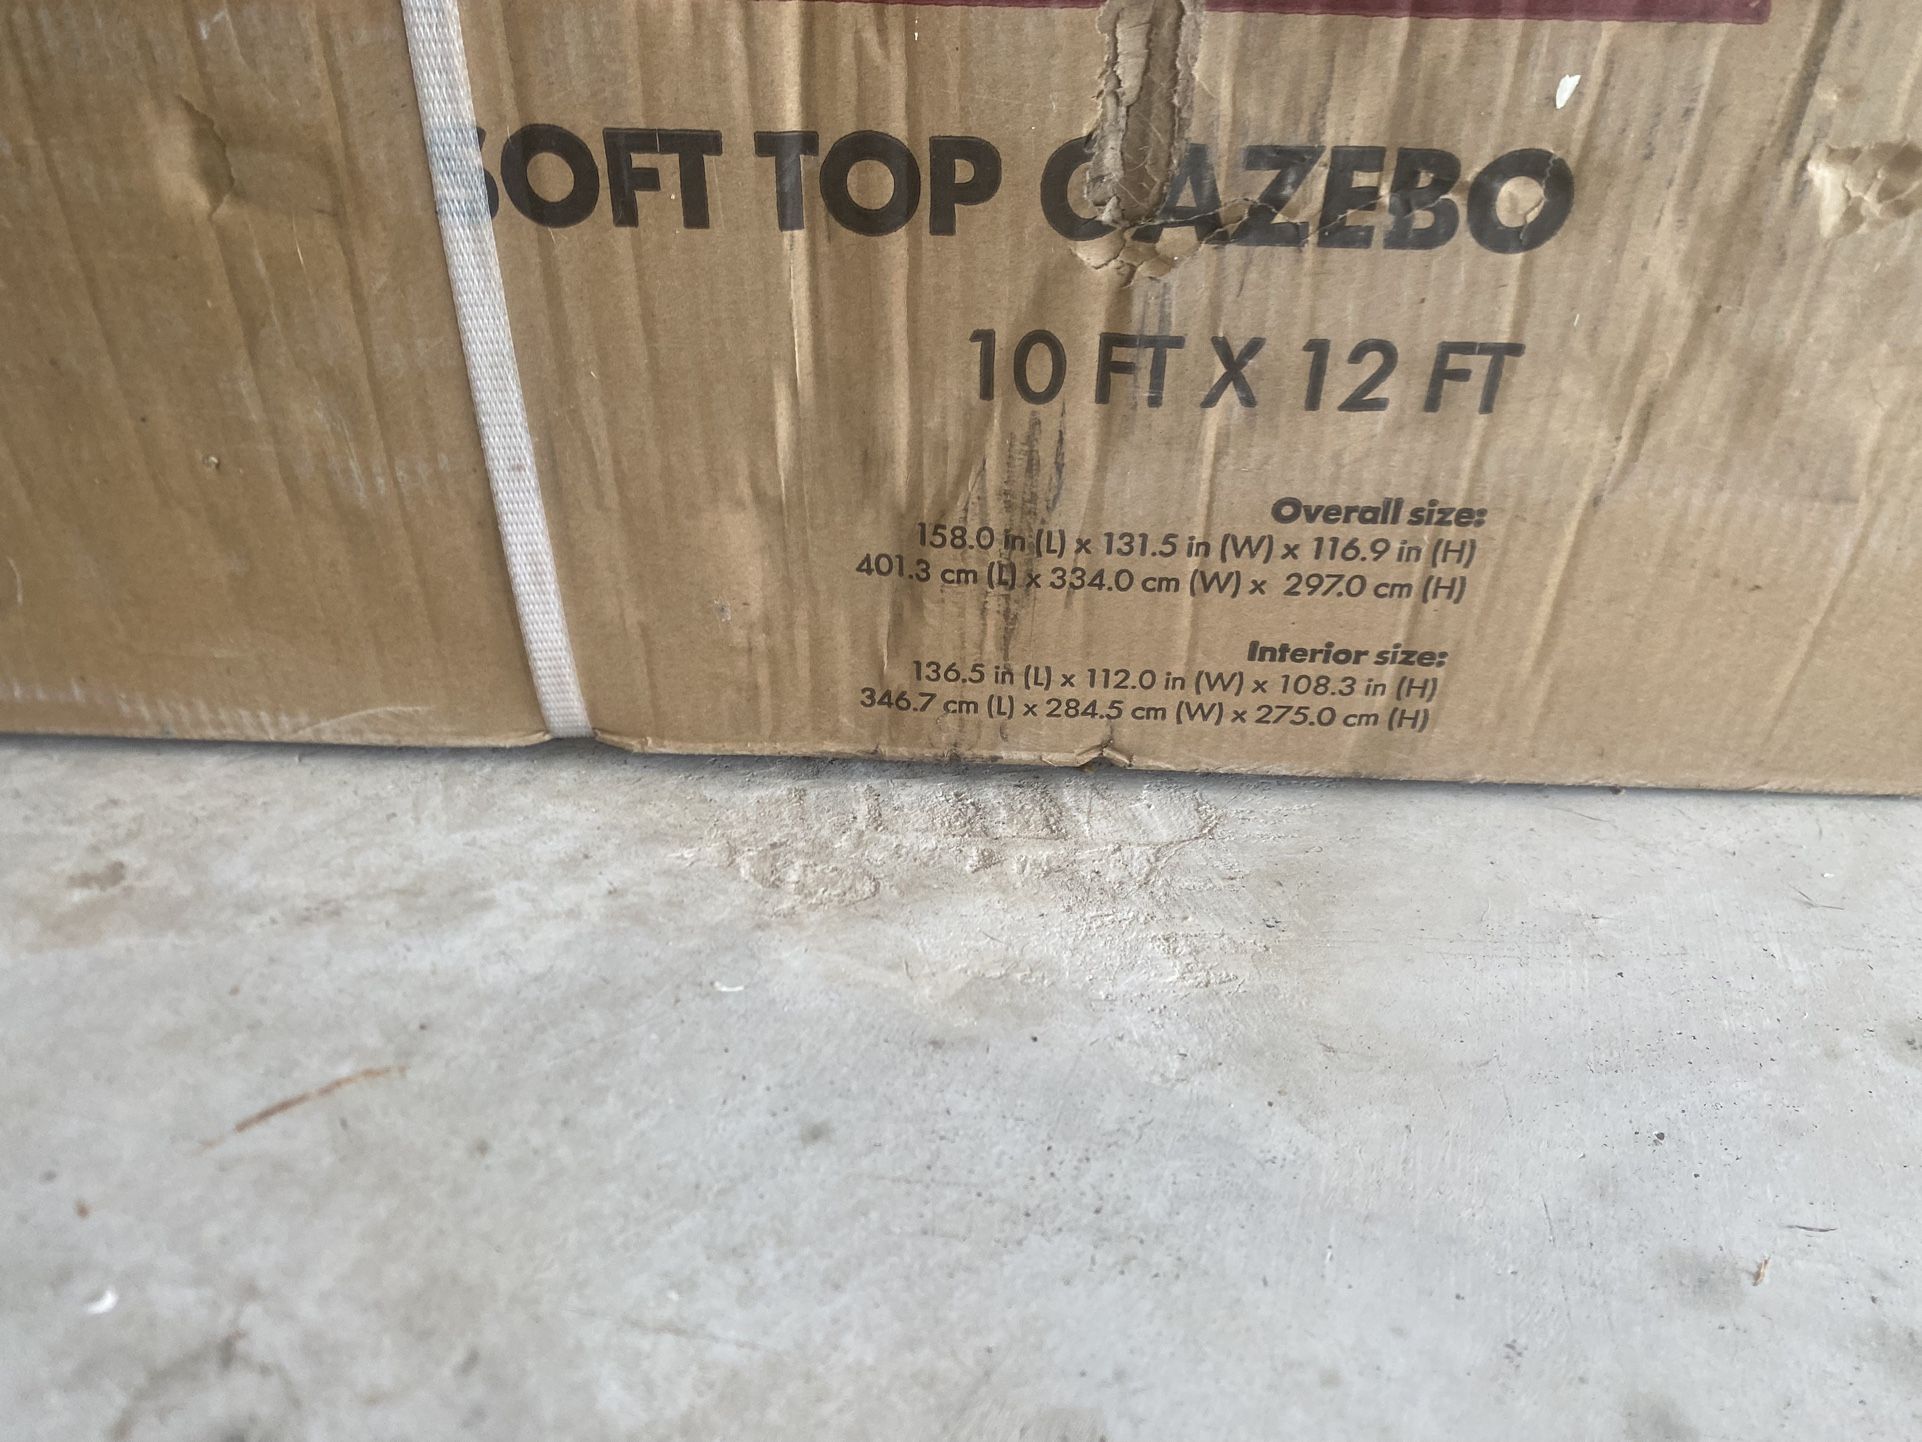 SOFT TOP GAZEBO
10 FT X 12 FT
Overall size:
158.0 in (L) x 131.5 in (W) x 116.9 in (H)
401.3 cm (L) x 334.0 cm (W) x 297.0 cm (H)
Interior size:
136.5 in (L) x 112.0 in (W) x 108.3 in (H)
346.7 cm (L) x 284.5 cm (W) x 275.0 cm (H)